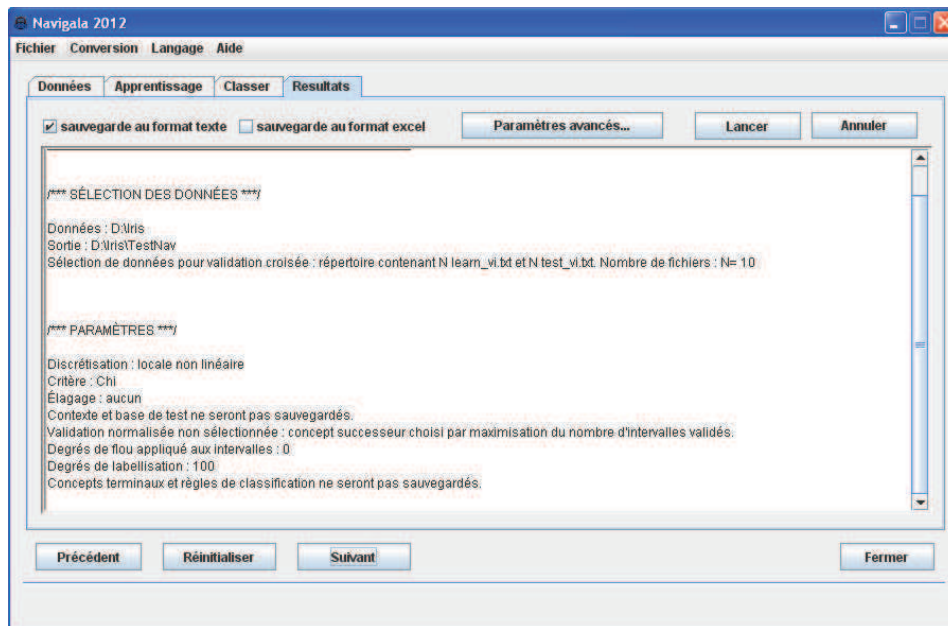 Navigala 2012
Fichier Conversion Langage Aide
Données Apprentissage Classer Resultats
sauvegarde au format texte sauvegarde au format excel Paramètres avancés... Lancer Annuler
/*** SÉLECTION DES DONNÉES ***/
Données : D:\Iris
Sortie : D:\Iris\TestNav
Sélection de données pour validation croisée : répertoire contenant N learn_vi.txt et N test_vi.txt. Nombre de fichiers : N= 10
/*** PARAMÈTRES ***/
Discrétisation : locale non linéaire
Critère : Chi
Élagage : aucun
Contexte et base de test ne seront pas sauvegardés.
Validation normalisée non sélectionnée : concept successeur choisi par maximisation du nombre d'intervalles validés.
Degrés de flou appliqué aux intervalles : 0
Degrés de labellisation : 100
Concepts terminaux et règles de classification ne seront pas sauvegardés.
Précédent Réinitialiser Suivant Fermer